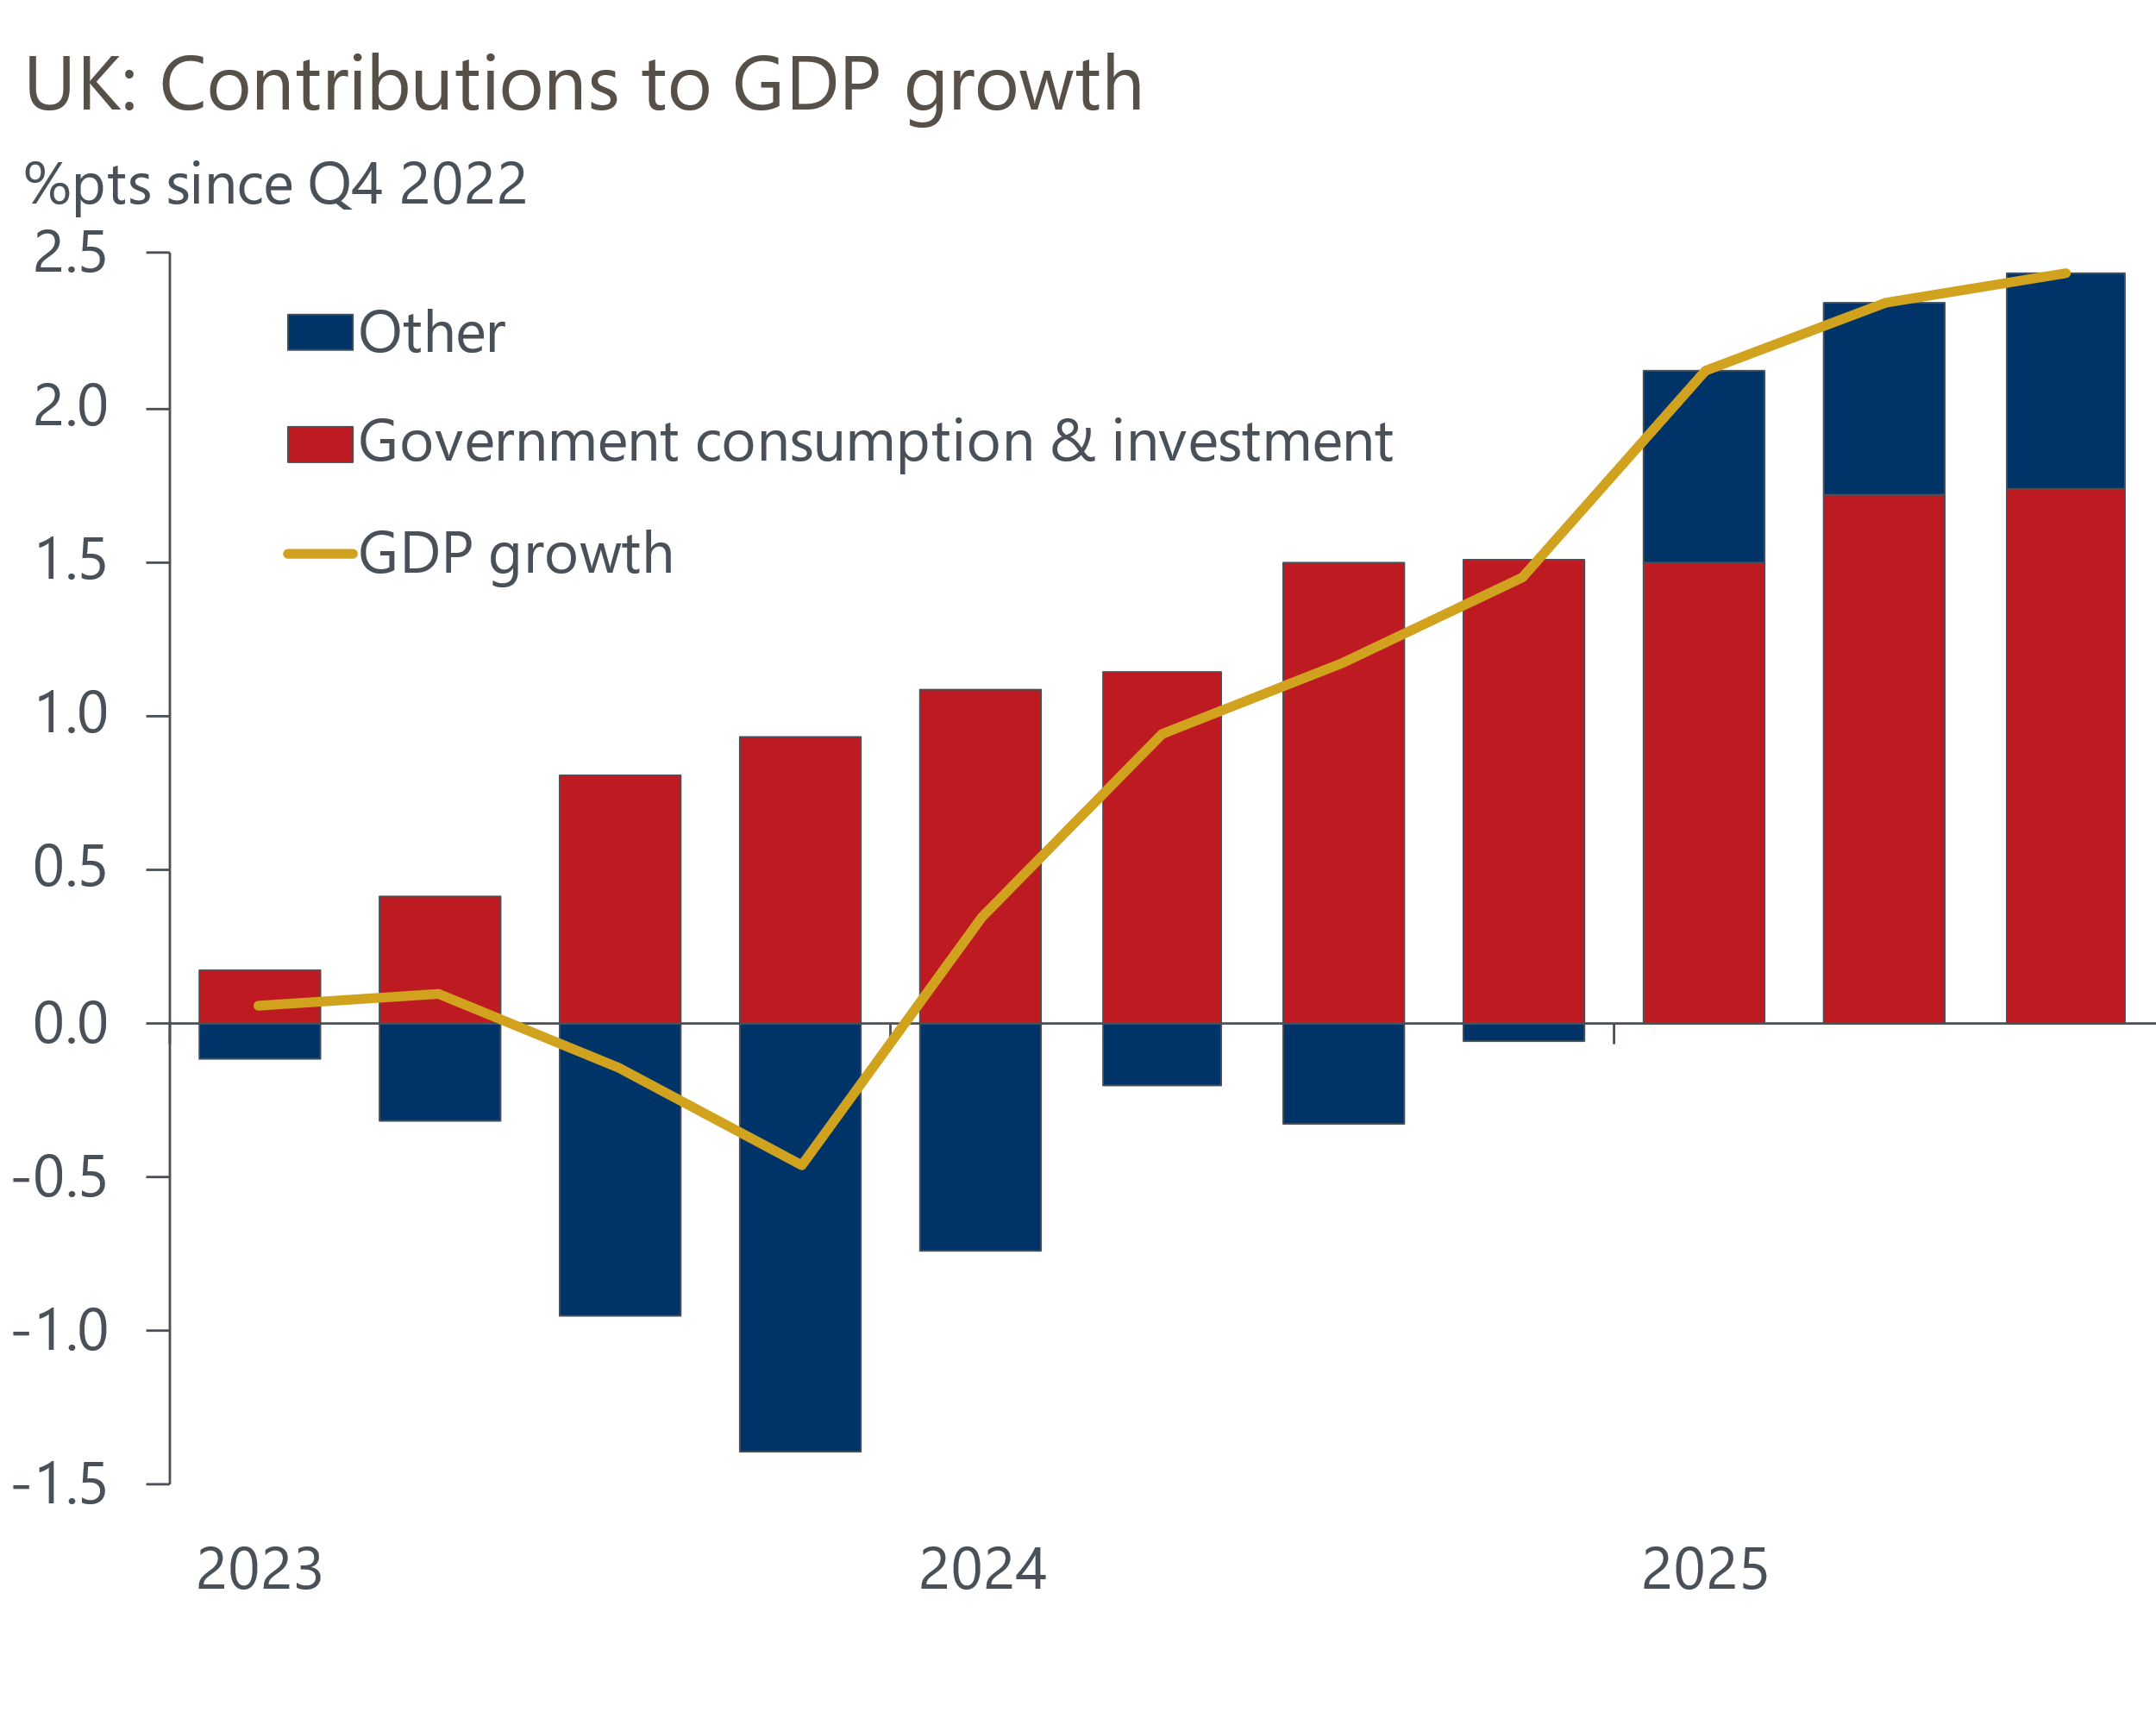 UK: Contributions to GDP growth
%pts since Q4 2022
2.5
Other
2.0
Government consumption & investment
1.5
GDP growth
1.0
0.5
0.0
-0.5
-1.0
-1.5
2023 2024 2025